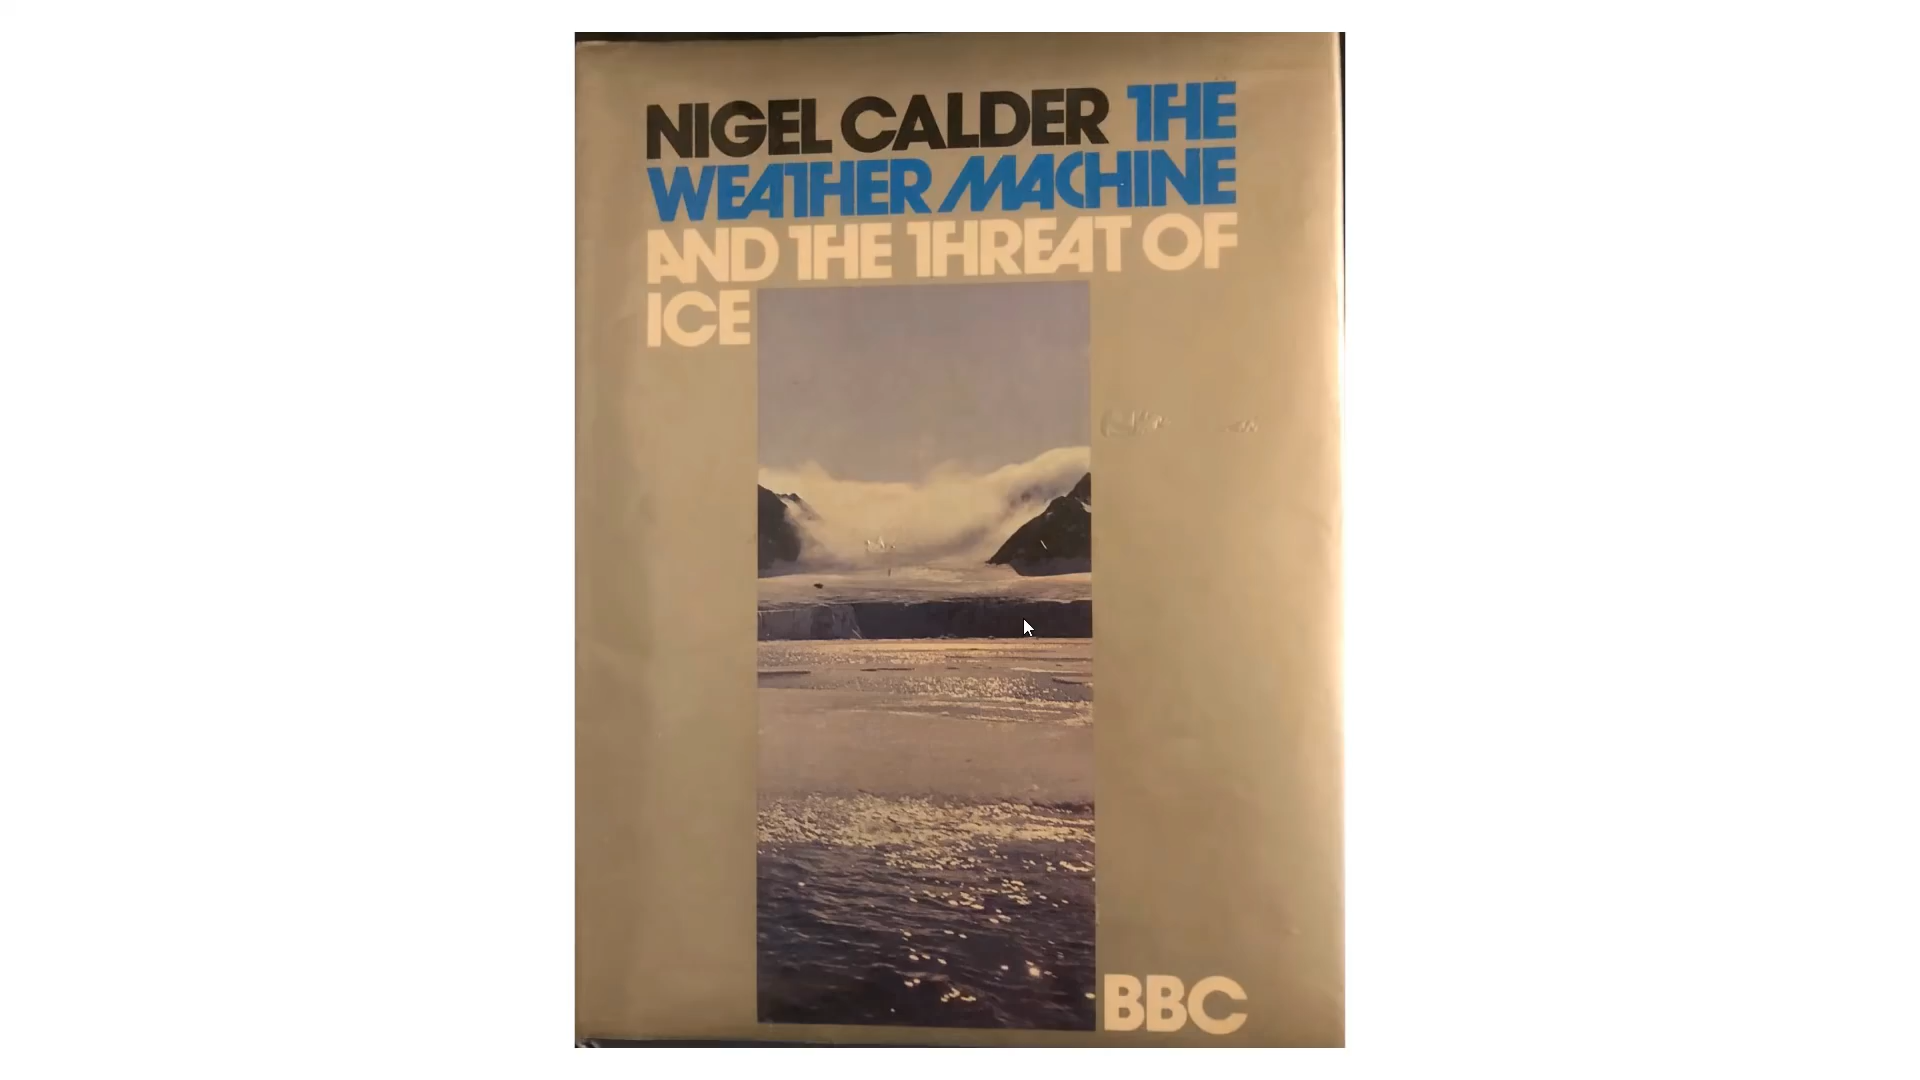 NIGEL CALDER THE
WEATHER MACHINE
AND THE THREAT OF
ICE
BBC